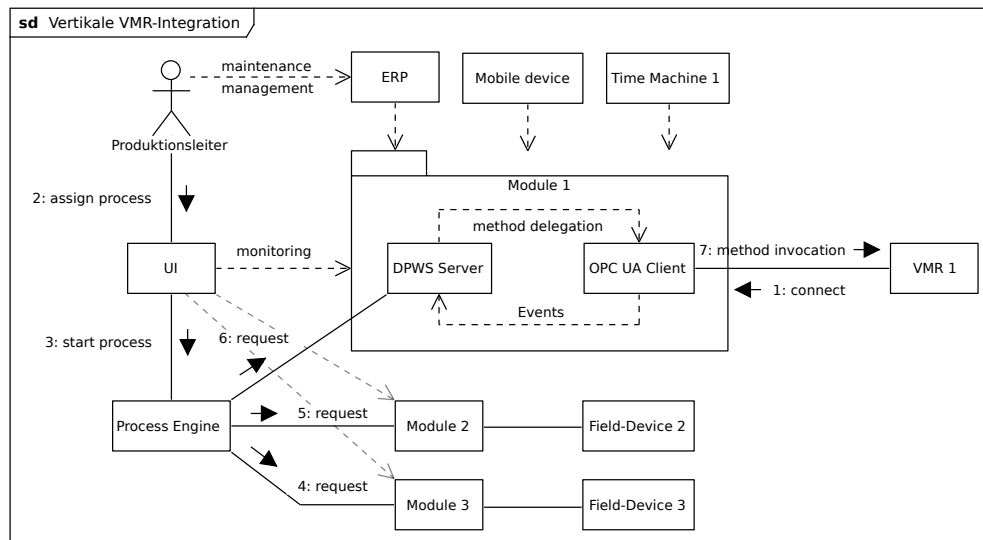 sd Vertikale VMR-Integration
maintenance
management
ERP
Mobile device
Time Machine 1
Produktionsleiter
Module 1
2: assign process
method delegation
UI
monitoring
DPWS Server
OPC UA Client
7: method invocation
VMR 1
1: connect
Events
3: start process
6: request
Process Engine
5: request
Module 2
Field-Device 2
4: request
Module 3
Field-Device 3